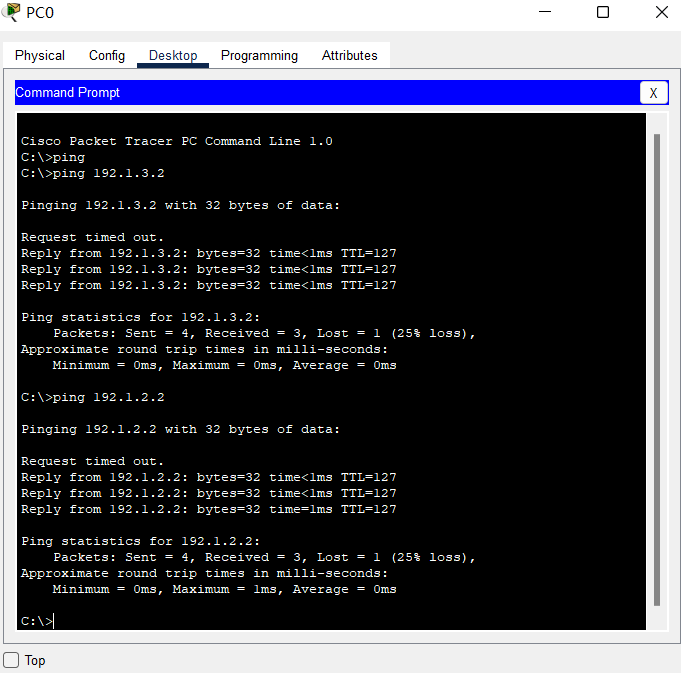 PC0
Physical Config Desktop Programming Attributes
Command Prompt
X
Cisco Packet Tracer PC Command Line 1.0
C:\>ping
C:\>ping 192.1.3.2
Pinging 192.1.3.2 with 32 bytes of data:
Request timed out.
Reply from 192.1.3.2: bytes=32 time<1ms TTL=127
Reply from 192.1.3.2: bytes=32 time<1ms TTL=127
Reply from 192.1.3.2: bytes=32 time<1ms TTL=127
Ping statistics for 192.1.3.2:
    Packets: Sent = 4, Received = 3, Lost = 1 (25% loss),
Approximate round trip times in milli-seconds:
    Minimum = 0ms, Maximum = 0ms, Average = 0ms
C:\>ping 192.1.2.2
Pinging 192.1.2.2 with 32 bytes of data:
Request timed out.
Reply from 192.1.2.2: bytes=32 time<1ms TTL=127
Reply from 192.1.2.2: bytes=32 time<1ms TTL=127
Reply from 192.1.2.2: bytes=32 time=1ms TTL=127
Ping statistics for 192.1.2.2:
    Packets: Sent = 4, Received = 3, Lost = 1 (25% loss),
Approximate round trip times in milli-seconds:
    Minimum = 0ms, Maximum = 1ms, Average = 0ms
C:\>
Top